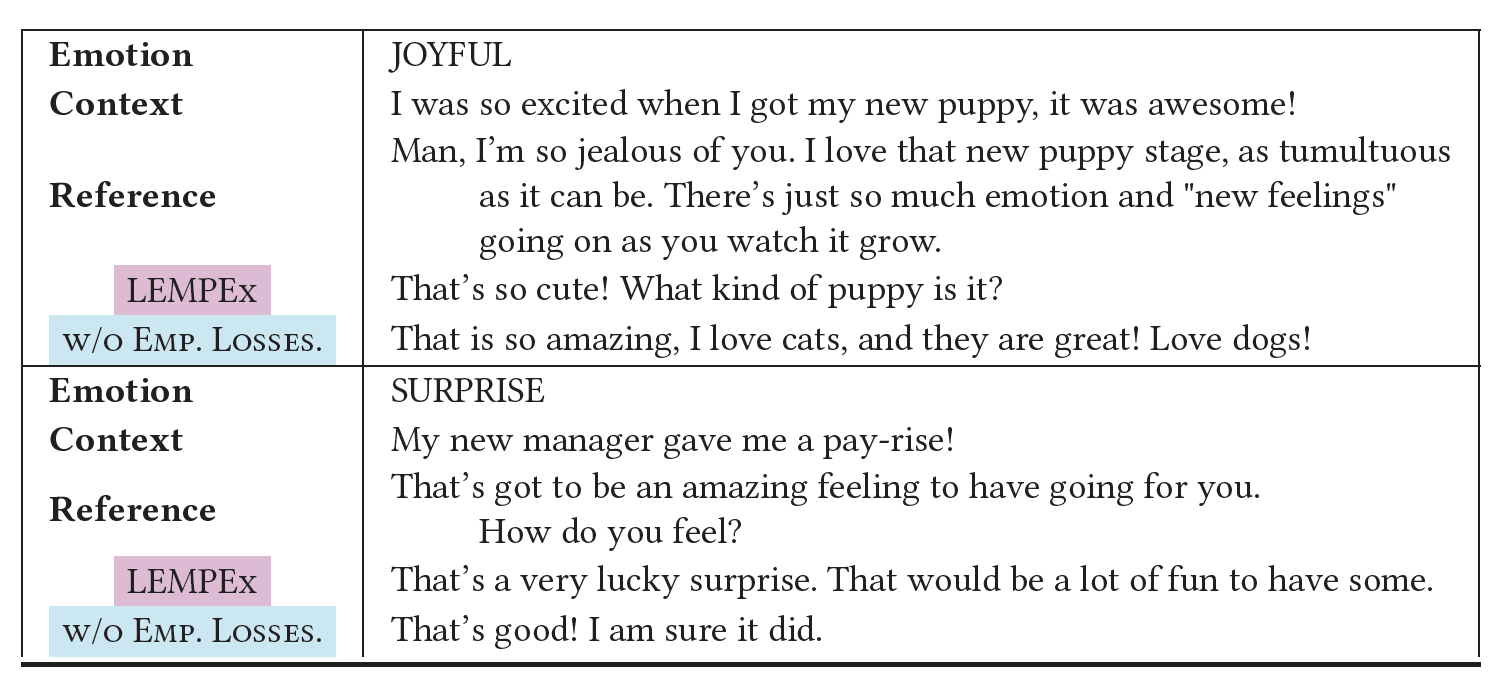 Emotion JOYFUL
Context I was so excited when I got my new puppy, it was awesome!
Man, I'm so jealous of you. I love that new puppy stage, as tumultuous
Reference as it can be. There's just so much emotion and "new feelings"
going on as you watch it grow.
LEMPEx That's so cute! What kind of puppy is it?
w/o Emp. Losses. That is so amazing, I love cats, and they are great! Love dogs!
Emotion SURPRISE
Context My new manager gave me a pay-rise!
Reference That's got to be an amazing feeling to have going for you.
How do you feel?
LEMPEx That's a very lucky surprise. That would be a lot of fun to have some.
w/o Emp. Losses. That's good! I am sure it did.